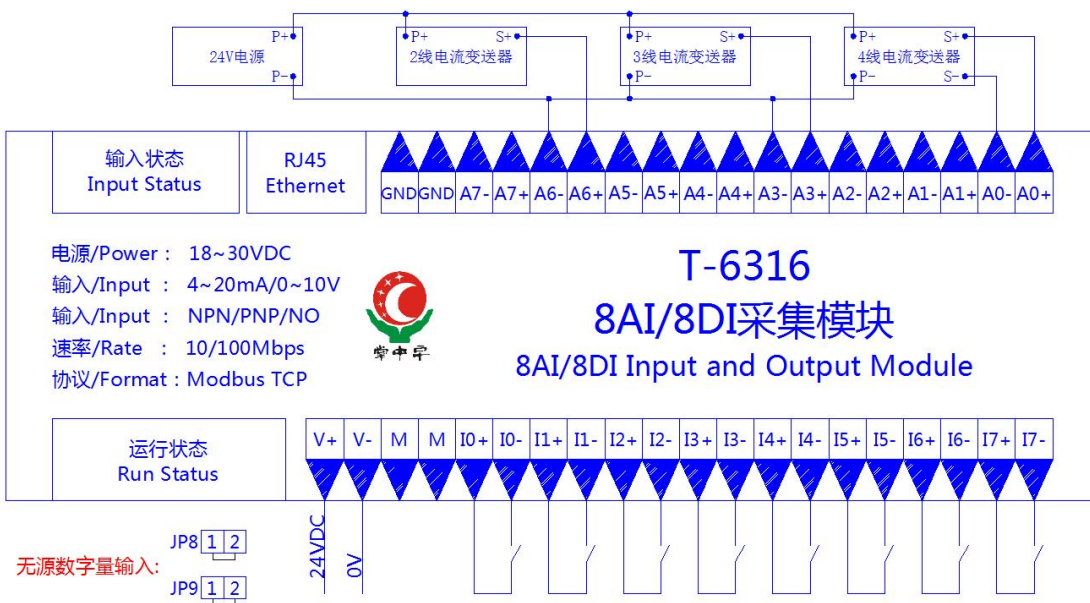 P+ P+ S+ P+ S+ P+ S+
24V电源 2线电流变送器 3线电流变送器 4线电流变送器
P- P- P- S-
输入状态
Input Status
RJ45
Ethernet
GND GND A7- A7+ A6- A6+ A5- A5+ A4- A4+ A3- A3+ A2- A2+ A1- A1+ A0- A0+
电源/Power : 18~30VDC
输入/Input : 4~20mA/0~10V
输入/Input : NPN/PNP/NO
速率/Rate : 10/100Mbps
协议/Format : Modbus TCP
掌中星
T-6316
8AI/8DI采集模块
8AI/8DI Input and Output Module
运行状态
Run Status
V+ V- M M I0+ I0- I1+ I1- I2+ I2- I3+ I3- I4+ I4- I5+ I5- I6+ I6- I7+ I7-
24VDC
0V
JP8 1 2
无源数字量输入:
JP9 1 2